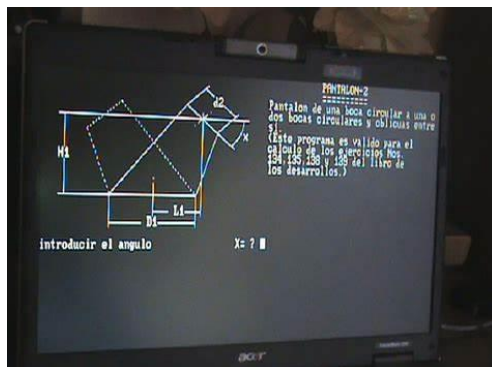 PANTALON-2
Pantalon de una boca circular a una o
dos bocas circulares y oblicuas entre
si.
(Este programa es valido para el
calculo de los ejercicios Nos.
134,135,138 y 139 del libro de
los desarrollos.)
d2
X
H1
L1
D1
introducir el angulo X= ?
acer